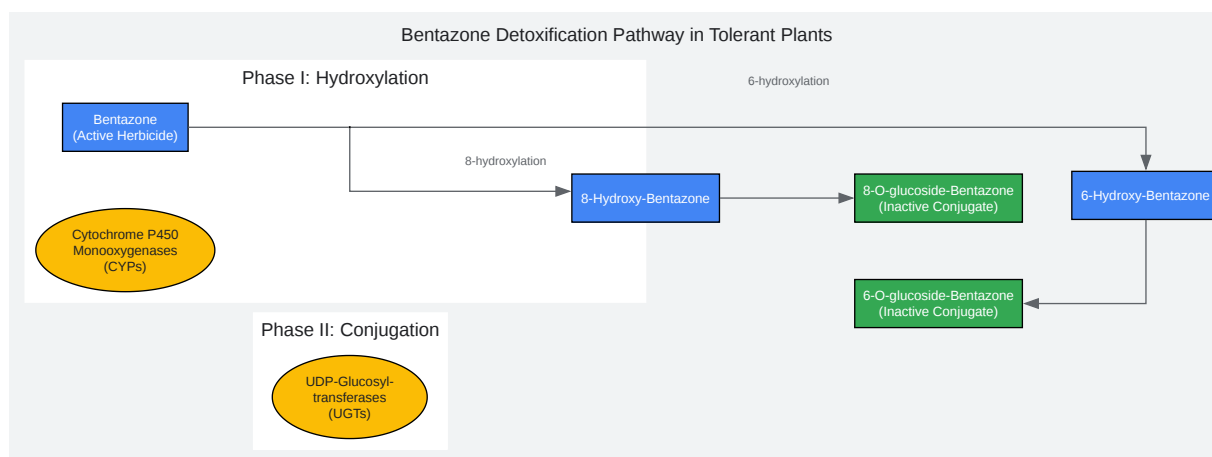 Bentazone Detoxification Pathway in Tolerant Plants
Phase I: Hydroxylation
6-hydroxylation
Bentazone
(Active Herbicide)
8-hydroxylation
8-Hydroxy-Bentazone
8-O-glucoside-Bentazone
(Inactive Conjugate)
6-Hydroxy-Bentazone
Cytochrome P450
Monooxygenases
(CYPs)
6-O-glucoside-Bentazone
(Inactive Conjugate)
Phase II: Conjugation
UDP-Glucosyl-
transferases
(UGTs)